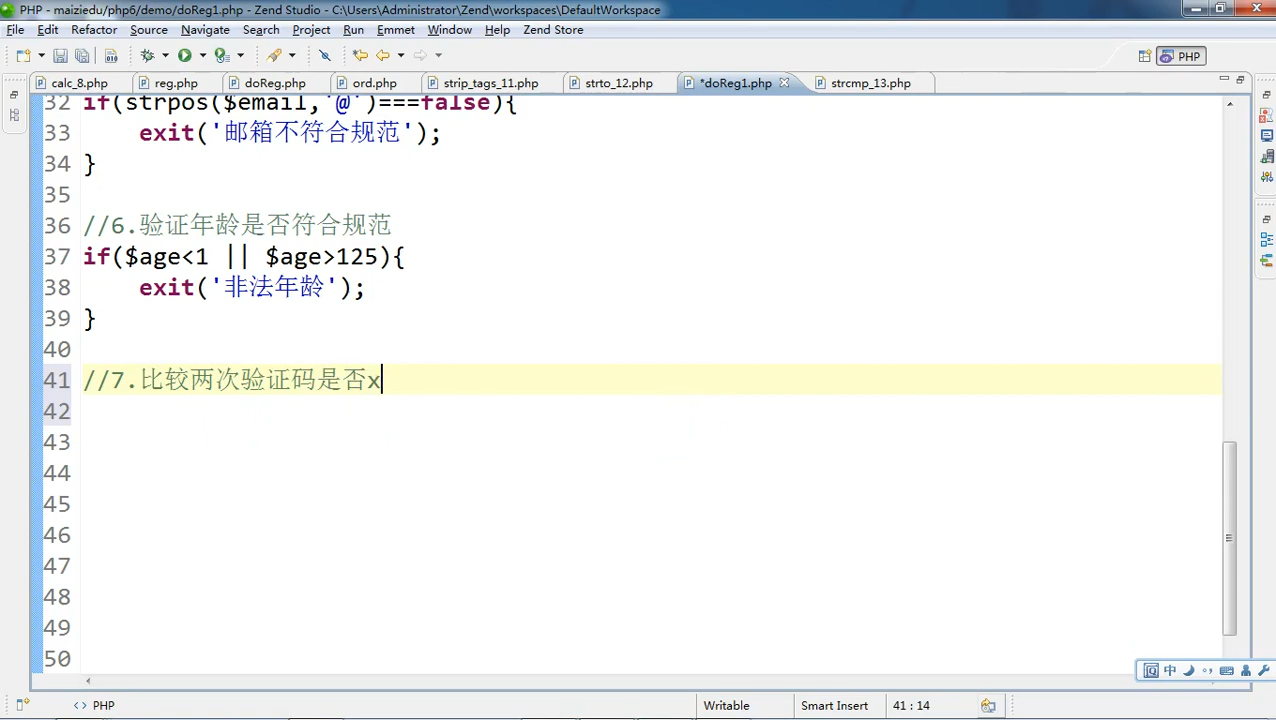 PHP - maiziedu/php6/demo/doReg1.php - Zend Studio - C:\Users\Administrator\Zend\workspaces\DefaultWorkspace
File Edit Refactor Source Navigate Search Project Run Emmet Window Help Zend Store
PHP
calc_8.php reg.php doReg.php ord.php strip_tags_11.php strto_12.php *doReg1.php strcmp_13.php
32 if(strpos($email,'@')===false){
33 exit('邮箱不符合规范');
34 }
35
36 //6.验证年龄是否符合规范
37 if($age<1 || $age>125){
38 exit('非法年龄');
39 }
40
41 //7.比较两次验证码是否x
42
43
44
45
46
47
48
49
50
中
<> PHP Writable Smart Insert 41 : 14